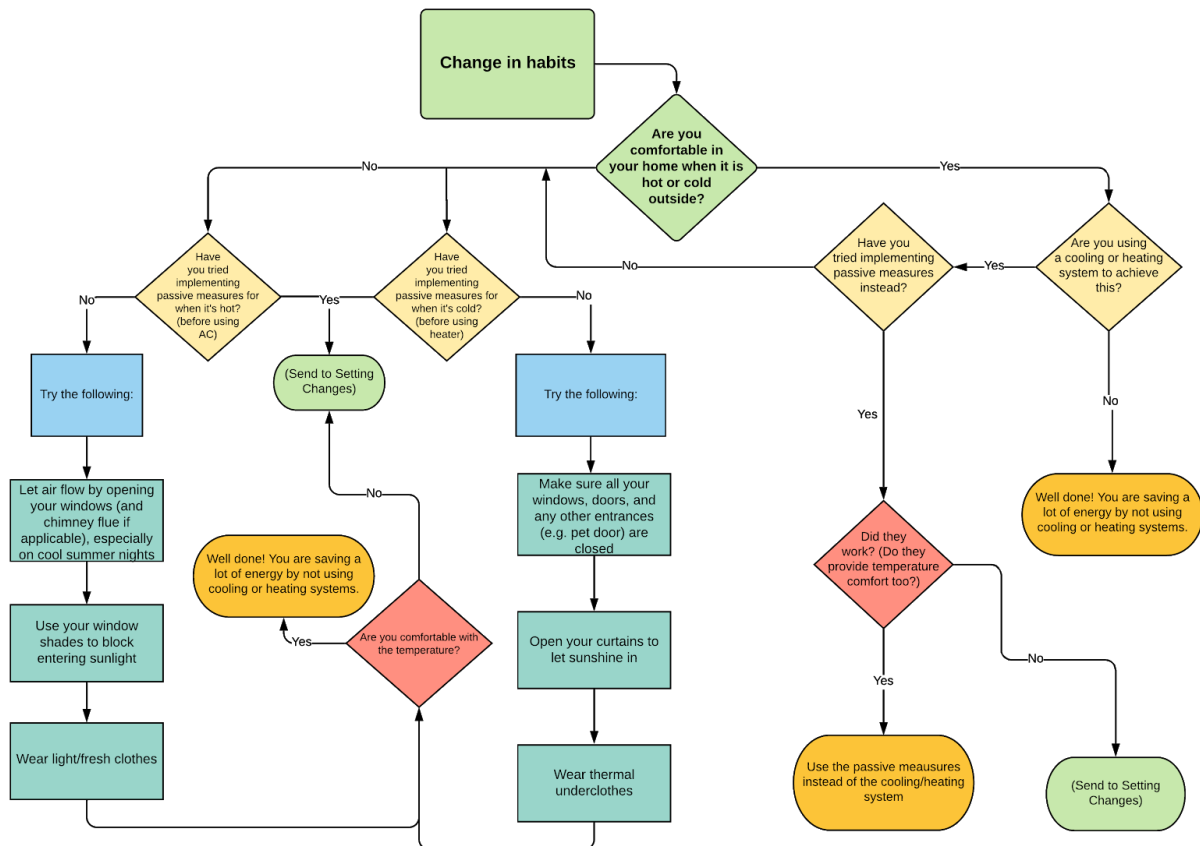 Change in habits
Are you
comfortable in
your home when it is
hot or cold
outside?
No
Yes
Have
you tried
implementing
passive measures for
when it's hot?
(before using
AC)
Have
you tried
implementing
passive measures for
when it's cold?
(before using
heater)
Have you
tried implementing
passive measures
instead?
Are you using
a cooling or heating
system to achieve
this?
No
Yes
No
No
Yes
Try the following:
(Send to Setting
Changes)
Try the following:
Yes
No
Let air flow by opening
your windows (and
chimney flue if
applicable), especially
on cool summer nights
No
Make sure all your
windows, doors, and
any other entrances
(e.g. pet door) are
closed
Well done! You are saving a
lot of energy by not using
cooling or heating systems.
Well done! You are saving a
lot of energy by not using
cooling or heating systems.
Did they
work? (Do they
provide temperature
comfort too?)
Use your window
shades to block
entering sunlight
Yes
Are you comfortable with
the temperature?
Open your curtains to
let sunshine in
No
Yes
Wear light/fresh clothes
Wear thermal
underclothes
Use the passive meausures
instead of the cooling/heating
system
(Send to Setting
Changes)